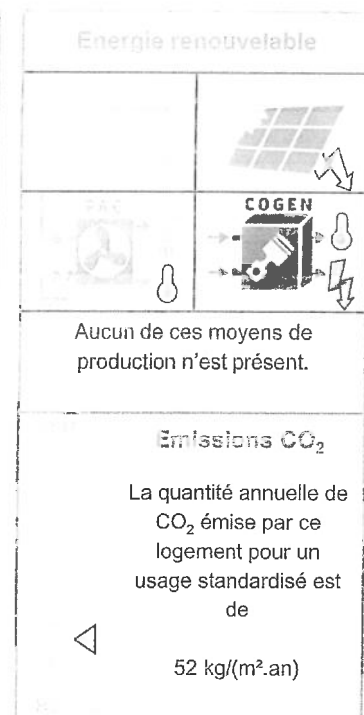 Energie renouvelable
PAC
COGEN
Aucun de ces moyens de
production n'est présent.
Emissions CO₂
La quantité annuelle de
CO₂ émise par ce
logement pour un
usage standardisé est
de
52 kg/(m².an)